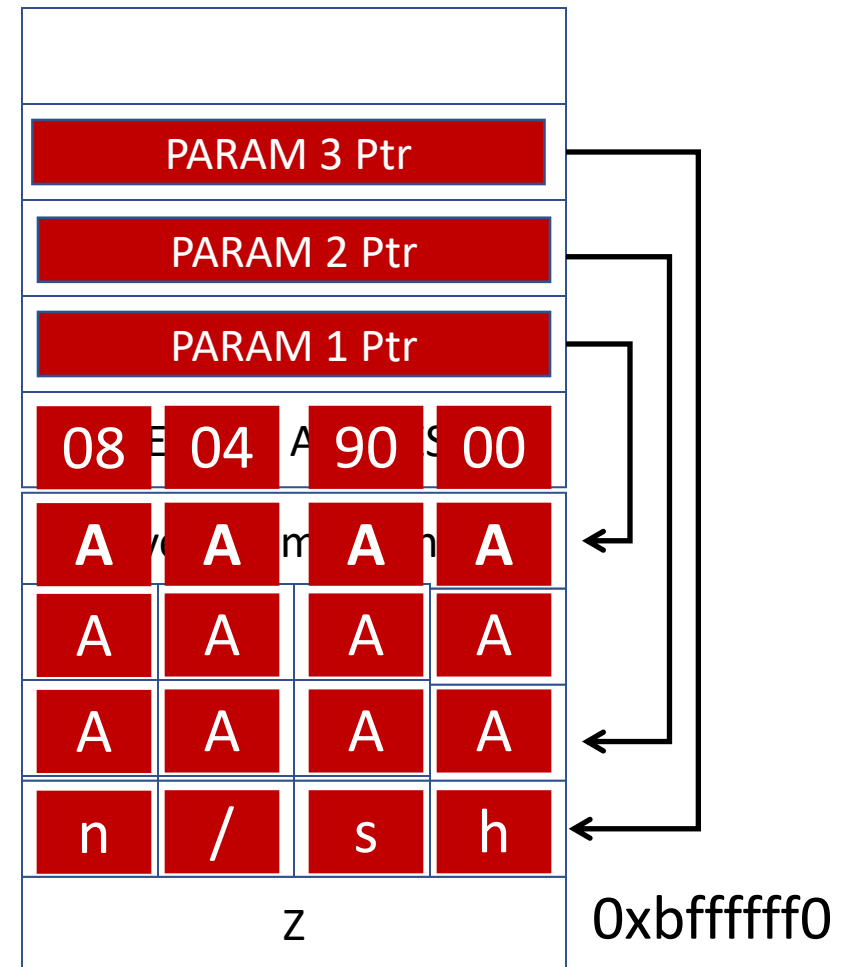 PARAM 3 Ptr
PARAM 2 Ptr
PARAM 1 Ptr
08 04 90 00
A A A A
A A A A
A A A A
n / s h
Z
0xbffffff0